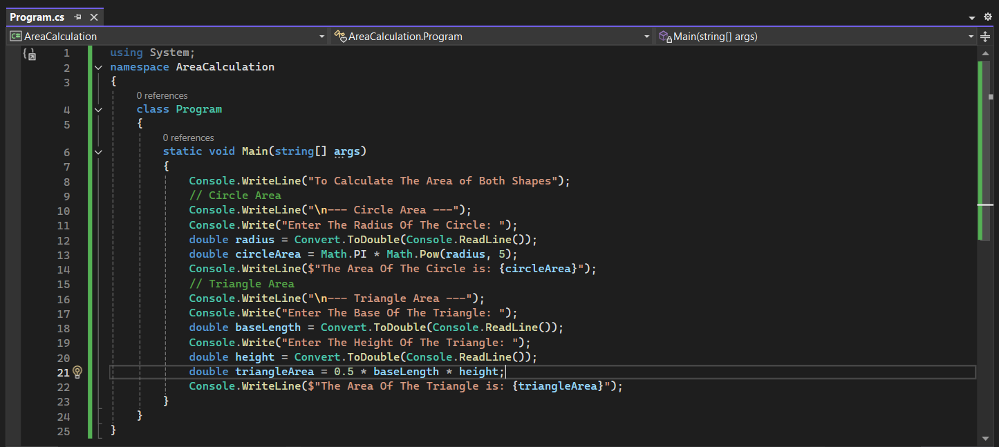 Program.cs
AreaCalculation AreaCalculation.Program Main(string[] args)
1 using System;
2 namespace AreaCalculation
3 {
0 references
4 class Program
5 {
0 references
6 static void Main(string[] args)
7 {
8 Console.WriteLine("To Calculate The Area of Both Shapes");
9 // Circle Area
10 Console.WriteLine("\n--- Circle Area ---");
11 Console.Write("Enter The Radius Of The Circle: ");
12 double radius = Convert.ToDouble(Console.ReadLine());
13 double circleArea = Math.PI * Math.Pow(radius, 5);
14 Console.WriteLine($"The Area Of The Circle is: {circleArea}");
15 // Triangle Area
16 Console.WriteLine("\n--- Triangle Area ---");
17 Console.Write("Enter The Base Of The Triangle: ");
18 double baseLength = Convert.ToDouble(Console.ReadLine());
19 Console.Write("Enter The Height Of The Triangle: ");
20 double height = Convert.ToDouble(Console.ReadLine());
21 double triangleArea = 0.5 * baseLength * height;
22 Console.WriteLine($"The Area Of The Triangle is: {triangleArea}");
23 }
24 }
25 }